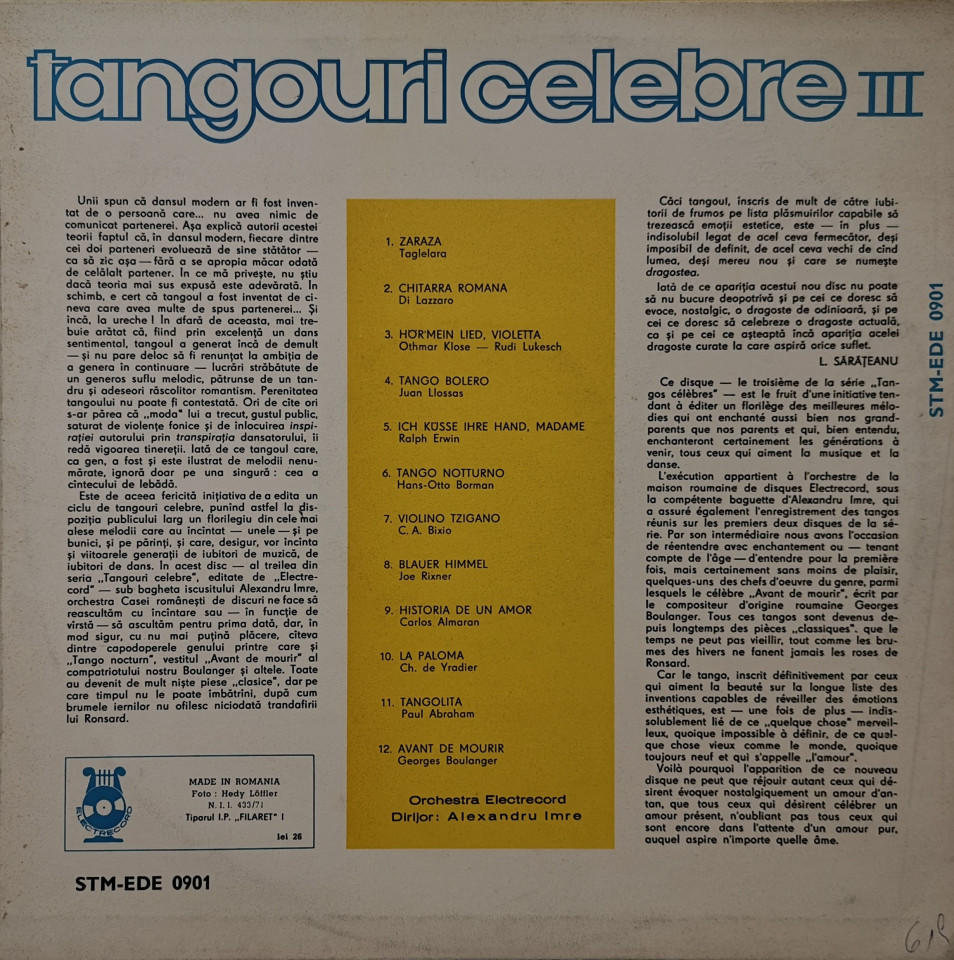 tangouri celebre III
Unii spun că dansul modern ar fi fost inven-
tat de o persoană care... nu avea nimic de
comunicat partenerei. Așa explică autorii acestei
teorii faptul că, în dansul modern, fiecare dintre
cei doi parteneri evoluează de sine stătător —
ca să zic așa — fără a se apropia măcar odată
de celălalt partener. In ce mă privește, nu știu
dacă teoria mai sus expusă este adevărată. In
schimb, e cert că tangoul a fost inventat de ci-
neva care avea multe de spus partenerei... Și
încă, la ureche ! In afară de aceasta, mai tre-
buie arătat că, fiind prin excelență un dans
sentimental, tangoul a generat încă de demult
— și nu pare deloc să fi renunțat la ambiția de
a genera în continuare — lucrări străbătute de
un generos suflu melodic, pătrunse de un tan-
dru și adeseori răscolitor romantism. Perenitatea
tangoului nu poate fi contestată. Ori de cîte ori
s-ar părea că „moda" lui a trecut, gustul public,
saturat de violențe fonice și de înlocuirea inspi-
rației autorului prin transpirația dansatorului, îi
redă vigoarea tinereții. Iată de ce tangoul care,
ca gen, a fost și este ilustrat de melodii nenu-
mărate, ignoră doar pe una singură : cea a
cîntecului de lebădă.
Este de aceea fericită inițiativa de a edita un
ciclu de tangouri celebre, punînd astfel la dis-
poziția publicului larg un florilegiu din cele mai
alese melodii care au încîntat — unele — și pe
bunici, și pe părinți, și care, desigur, vor încînta
și viitoarele generații de iubitori de muzică, de
iubitori de dans. In acest disc — al treilea din
seria „Tangouri celebre", editate de „Electre-
cord" — sub bagheta iscusitului Alexandru Imre,
orchestra Casei românești de discuri ne face să
reascultăm cu încîntare sau — în funcție de
vîrstă — să ascultăm pentru prima dată, dar, în
mod sigur, cu nu mai puțină plăcere, cîteva
dintre capodoperele genului printre care și
„Tango nocturn", vestitul „Avant de mourir" al
compatriotului nostru Boulanger și altele. Toate
au devenit de mult niște piese „clasice", dar pe
care timpul nu le poate îmbătrîni, după cum
brumele iernilor nu ofilesc niciodată trandafirii
lui Ronsard.
ELECTRECORD
MADE IN ROMANIA
Foto : Hedy Löffler
N. I. I. 433/71
Tiparul I.P. „FILARET" I
lei 26
STM-EDE 0901
1. ZARAZA
Taglelara
2. CHITARRA ROMANA
Di Lazzaro
3. HÖR'MEIN LIED, VIOLETTA
Othmar Klose — Rudi Lukesch
4. TANGO BOLERO
Juan Llossas
5. ICH KÜSSE IHRE HAND, MADAME
Ralph Erwin
6. TANGO NOTTURNO
Hans-Otto Borman
7. VIOLINO TZIGANO
C. A. Bixio
8. BLAUER HIMMEL
Joe Rixner
9. HISTORIA DE UN AMOR
Carlos Almaran
10. LA PALOMA
Ch. de Yradier
11. TANGOLITA
Paul Abraham
12. AVANT DE MOURIR
Georges Boulanger
Orchestra Electrecord
Dirijor: Alexandru Imre
Căci tangoul, înscris de mult de către iubi-
torii de frumos pe lista plăsmuirilor capabile să
trezească emoții estetice, este — în plus —
indisolubil legat de acel ceva fermecător, deși
imposibil de definit, de acel ceva vechi de cînd
lumea, deși mereu nou și care se numește
dragostea.
Iată de ce apariția acestui nou disc nu poate
să nu bucure deopotrivă și pe cei ce doresc să
evoce, nostalgic, o dragoste de odinioară, și pe
cei ce doresc să celebreze o dragoste actuală,
ca și pe cei ce așteaptă încă apariția acelei
dragoste curate la care aspiră orice suflet.
L. SĂRĂȚEANU
Ce disque — le troisième de la série „Tan-
gos célèbres" — est le fruit d'une initiative ten-
dant à éditer un florilège des meilleures mélo-
dies qui ont enchanté aussi bien nos grand-
parents que nos parents et qui, bien entendu,
enchanteront certainement les générations à
venir, tous ceux qui aiment la musique et la
danse.
L'exécution appartient à l'orchestre de la
maison roumaine de disques Electrecord, sous
la compétente baguette d'Alexandru Imre, qui
a assuré également l'enregistrement des tangos
réunis sur les premiers deux disques de la sé-
rie. Par son intermédiaire nous avons l'occasion
de réentendre avec enchantement ou — tenant
compte de l'âge — d'entendre pour la première
fois, mais certainement sans moins de plaisir,
quelques-uns des chefs d'oeuvre du genre, parmi
lesquels le célèbre „Avant de mourir", écrit par
le compositeur d'origine roumaine Georges
Boulanger. Tous ces tangos sont devenus de-
puis longtemps des pièces „classiques". que le
temps ne peut pas vieillir, tout comme les bru-
mes des hivers ne fanent jamais les roses de
Ronsard.
Car le tango, inscrit définitivement par ceux
qui aiment la beauté sur la longue liste des
inventions capables de réveiller des émotions
esthétiques, est — une fois de plus — indis-
solublement lié de ce „quelque chose" merveil-
leux, quoique impossible à définir, de ce quel-
que chose vieux comme le monde, quoique
toujours neuf et qui s'appelle „l'amour".
Voilà pourquoi l'apparition de ce nouveau
disque ne peut que réjouir autant ceux qui dé-
sirent évoquer nostalgiquement un amour d'an-
tan, que tous ceux qui désirent célébrer un
amour présent, n'oubliant pas tous ceux qui
sont encore dans l'attente d'un amour pur,
auquel aspire n'importe quelle âme.
STM-EDE 0901